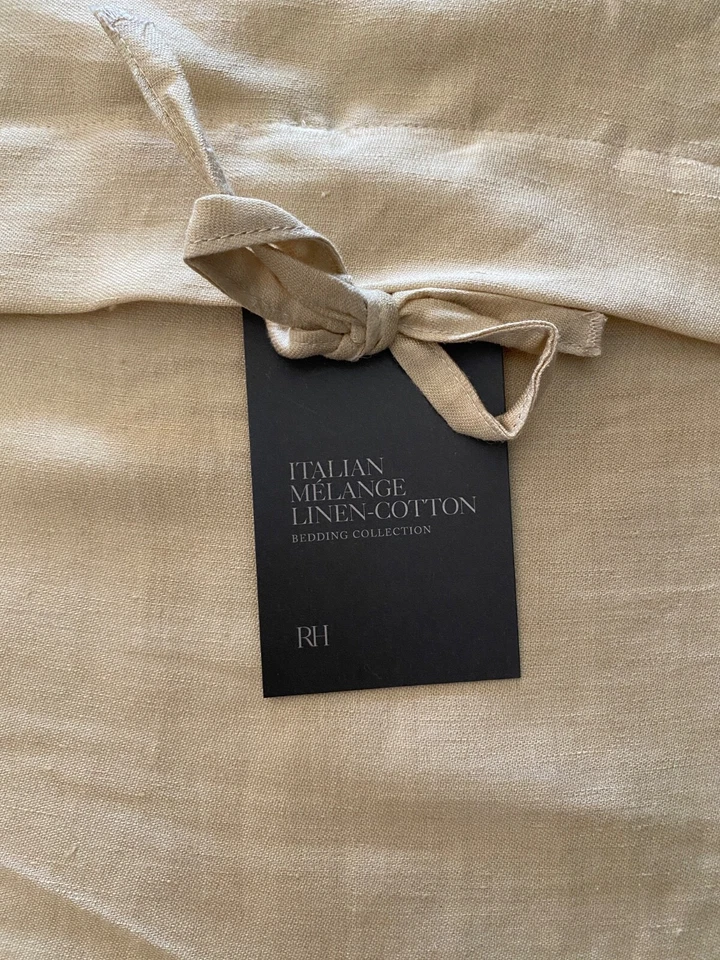 ITALIAN
MÉLANGE
LINEN-COTTON
BEDDING COLLECTION
RH